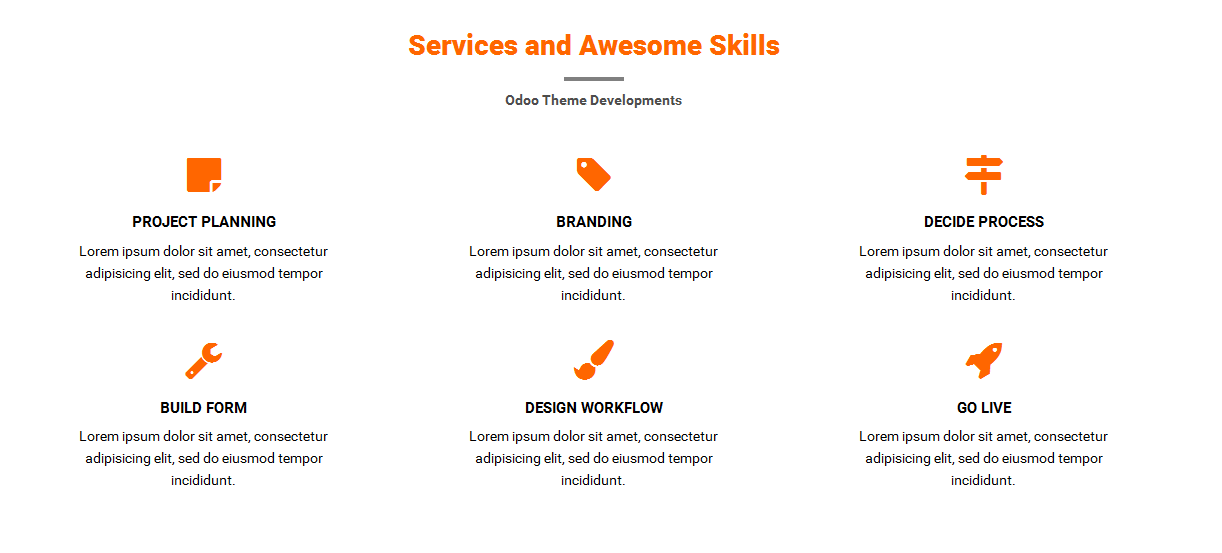 Services and Awesome Skills
Odoo Theme Developments
PROJECT PLANNING
Lorem ipsum dolor sit amet, consectetur
adipisicing elit, sed do eiusmod tempor
incididunt.
BRANDING
Lorem ipsum dolor sit amet, consectetur
adipisicing elit, sed do eiusmod tempor
incididunt.
DECIDE PROCESS
Lorem ipsum dolor sit amet, consectetur
adipisicing elit, sed do eiusmod tempor
incididunt.
BUILD FORM
Lorem ipsum dolor sit amet, consectetur
adipisicing elit, sed do eiusmod tempor
incididunt.
DESIGN WORKFLOW
Lorem ipsum dolor sit amet, consectetur
adipisicing elit, sed do eiusmod tempor
incididunt.
GO LIVE
Lorem ipsum dolor sit amet, consectetur
adipisicing elit, sed do eiusmod tempor
incididunt.